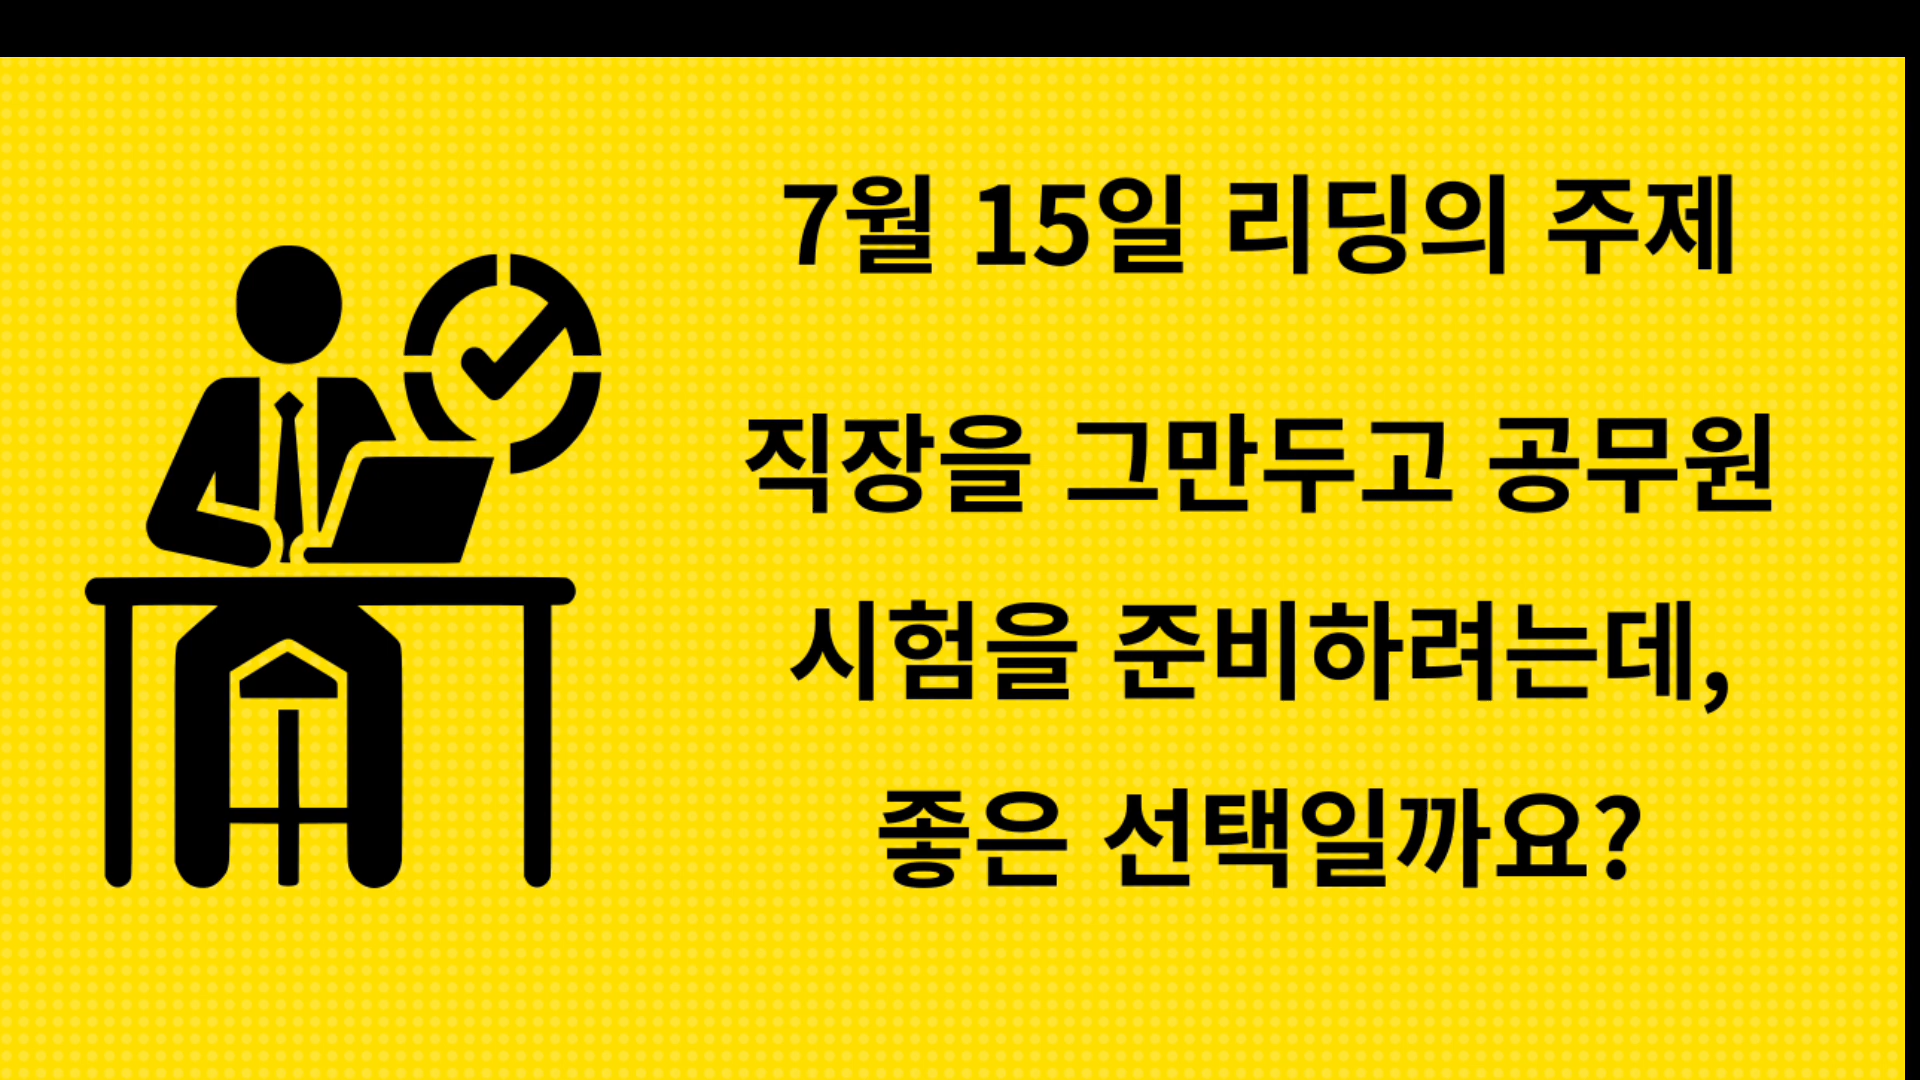 7월 15일 리딩의 주제
직장을 그만두고 공무원
시험을 준비하려는데,
좋은 선택일까요?